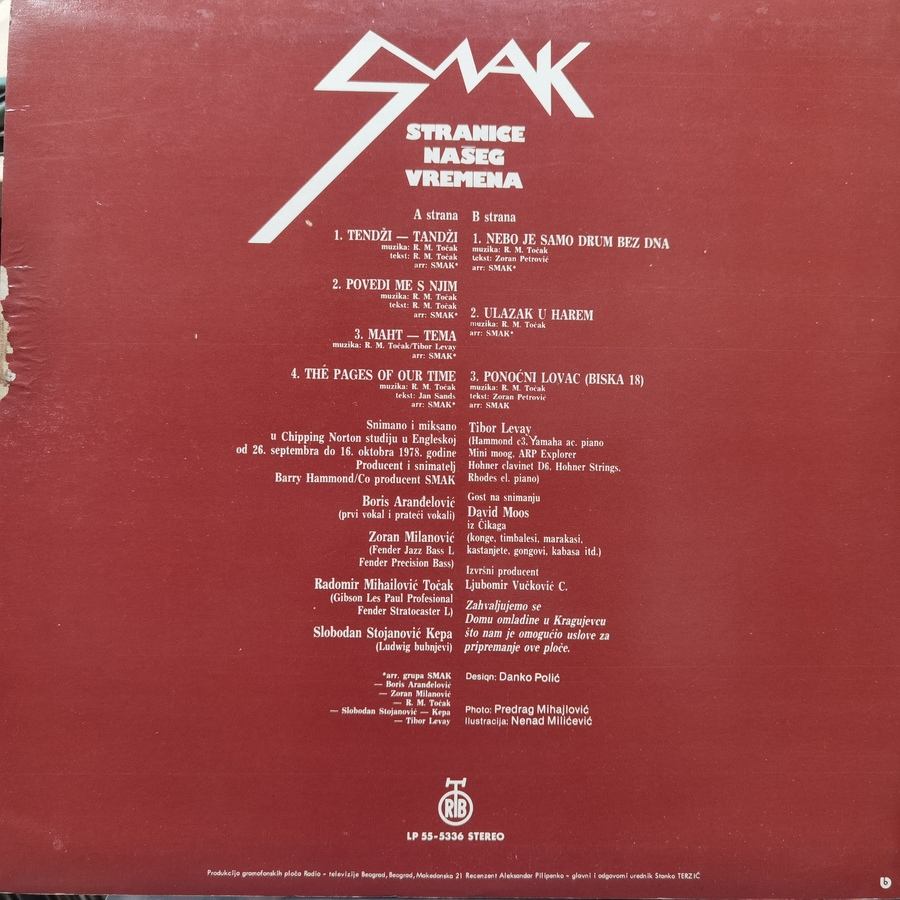 SMAK
STRANICE
NAŠEG
VREMENA
A strana
1. TENDŽI — TANDŽI
muzika: R. M. Točak
tekst: R. M. Točak
arr: SMAK*
2. POVEDI ME S NJIM
muzika: R. M. Točak
tekst: R. M. Točak
arr: SMAK*
3. MAHT — TEMA
muzika: R. M. Točak/Tibor Levay
arr: SMAK*
4. THE PAGES OF OUR TIME
muzika: R. M. Točak
tekst: Jan Sands
arr: SMAK*
B strana
1. NEBO JE SAMO DRUM BEZ DNA
muzika: R. M. Točak
tekst: Zoran Petrović
arr: SMAK*
2. ULAZAK U HAREM
muzika: R. M. Točak
arr: SMAK*
3. PONOĆNI LOVAC (BISKA 18)
muzika: R. M. Točak
tekst: Zoran Petrović
arr: SMAK
Snimano i miksano
u Chipping Norton studiju u Engleskoj
od 26. septembra do 16. oktobra 1978. godine
Producent i snimatelj
Barry Hammond/Co producent SMAK
Boris Aranđelović
(prvi vokal i prateći vokali)
Zoran Milanović
(Fender Jazz Bass L
Fender Precision Bass)
Radomir Mihailović Točak
(Gibson Les Paul Profesional
Fender Stratocaster L)
Slobodan Stojanović Kepa
(Ludwig bubnjevi)
*arr. grupa SMAK
— Boris Aranđelović
— Zoran Milanović
— R. M. Točak
— Slobodan Stojanović — Kepa
— Tibor Levay
Tibor Levay
(Hammond c3. Yamaha ac. piano
Mini moog, ARP Explorer
Hohner clavinet D6. Hohner Strings.
Rhodes el. piano)
Gost na snimanju
David Moos
iz Čikaga
(konge, timbalesi, marakasi,
kastanjete, gongovi, kabasa itd.)
Izvršni producent
Ljubomir Vučković C.
Zahvaljujemo se
Domu omladine u Kragujevcu
što nam je omogućio uslove za
pripremanje ove ploče.
Design: Danko Polić
Photo: Predrag Mihajlović
Ilustracija: Nenad Milićević
RTB
LP 55-5336 STEREO
Produkcija gramofonskih ploča Radio - televizije Beograd, Beograd, Makedonska 21 Recenzent Aleksandar Pilipenko - glavni i odgovorni urednik Stanko TERZIĆ
b